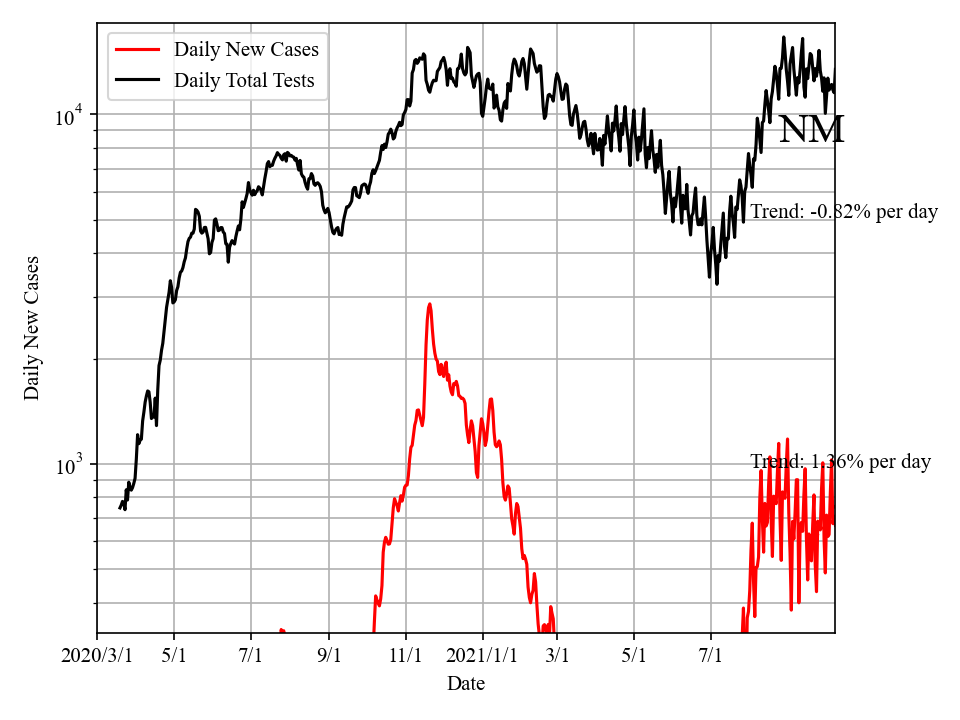 Daily New Cases
Daily Total Tests
10^4
NM
Trend: -0.82% per day
Daily New Cases
10^3
Trend: 1.36% per day
2020/3/1 5/1 7/1 9/1 11/1 2021/1/1 3/1 5/1 7/1
Date